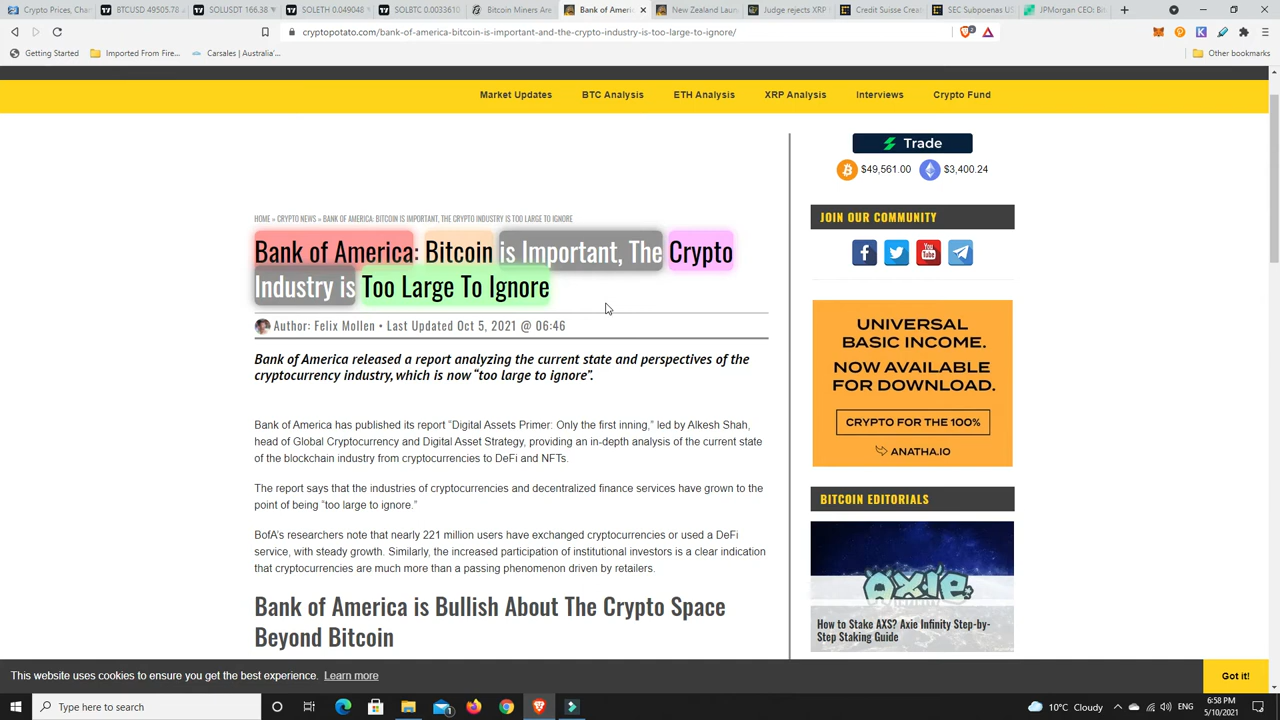 Crypto Prices, Char
BTCUSD 49505.78
SOLUSDT 166.38
SOLETH 0.049048
SOLBTC 0.0033610
Bitcoin Miners Are
Bank of Ameri
New Zealand Laun
Judge rejects XRP
Credit Suisse Creat
SEC Subpoenas US
JPMorgan CEO: Bit
cryptopotato.com/bank-of-america-bitcoin-is-important-and-the-crypto-industry-is-too-large-to-ignore/
Getting Started
Imported From Fire...
Carsales | Australia'...
Other bookmarks
Market Updates
BTC Analysis
ETH Analysis
XRP Analysis
Interviews
Crypto Fund
HOME » CRYPTO NEWS » BANK OF AMERICA: BITCOIN IS IMPORTANT, THE CRYPTO INDUSTRY IS TOO LARGE TO IGNORE
Bank of America: Bitcoin is Important, The Crypto
Industry is Too Large To Ignore
Author: Felix Mollen • Last Updated Oct 5, 2021 @ 06:46
Bank of America released a report analyzing the current state and perspectives of the
cryptocurrency industry, which is now “too large to ignore”.
Bank of America has published its report “Digital Assets Primer: Only the first inning,” led by Alkesh Shah,
head of Global Cryptocurrency and Digital Asset Strategy, providing an in-depth analysis of the current state
of the blockchain industry from cryptocurrencies to DeFi and NFTs.
The report says that the industries of cryptocurrencies and decentralized finance services have grown to the
point of being “too large to ignore.”
BofA's researchers note that nearly 221 million users have exchanged cryptocurrencies or used a DeFi
service, with steady growth. Similarly, the increased participation of institutional investors is a clear indication
that cryptocurrencies are much more than a passing phenomenon driven by retailers.
Bank of America is Bullish About The Crypto Space
Beyond Bitcoin
Trade
$49,561.00
$3,400.24
JOIN OUR COMMUNITY
You Tube
UNIVERSAL
BASIC INCOME.
NOW AVAILABLE
FOR DOWNLOAD.
CRYPTO FOR THE 100%
ANATHA.IO
BITCOIN EDITORIALS
AXIE
How to Stake AXS? Axie Infinity Step-by-
Step Staking Guide
This website uses cookies to ensure you get the best experience. Learn more
Got it!
Type here to search
10°C Cloudy
ENG
6:58 PM
5/10/2021